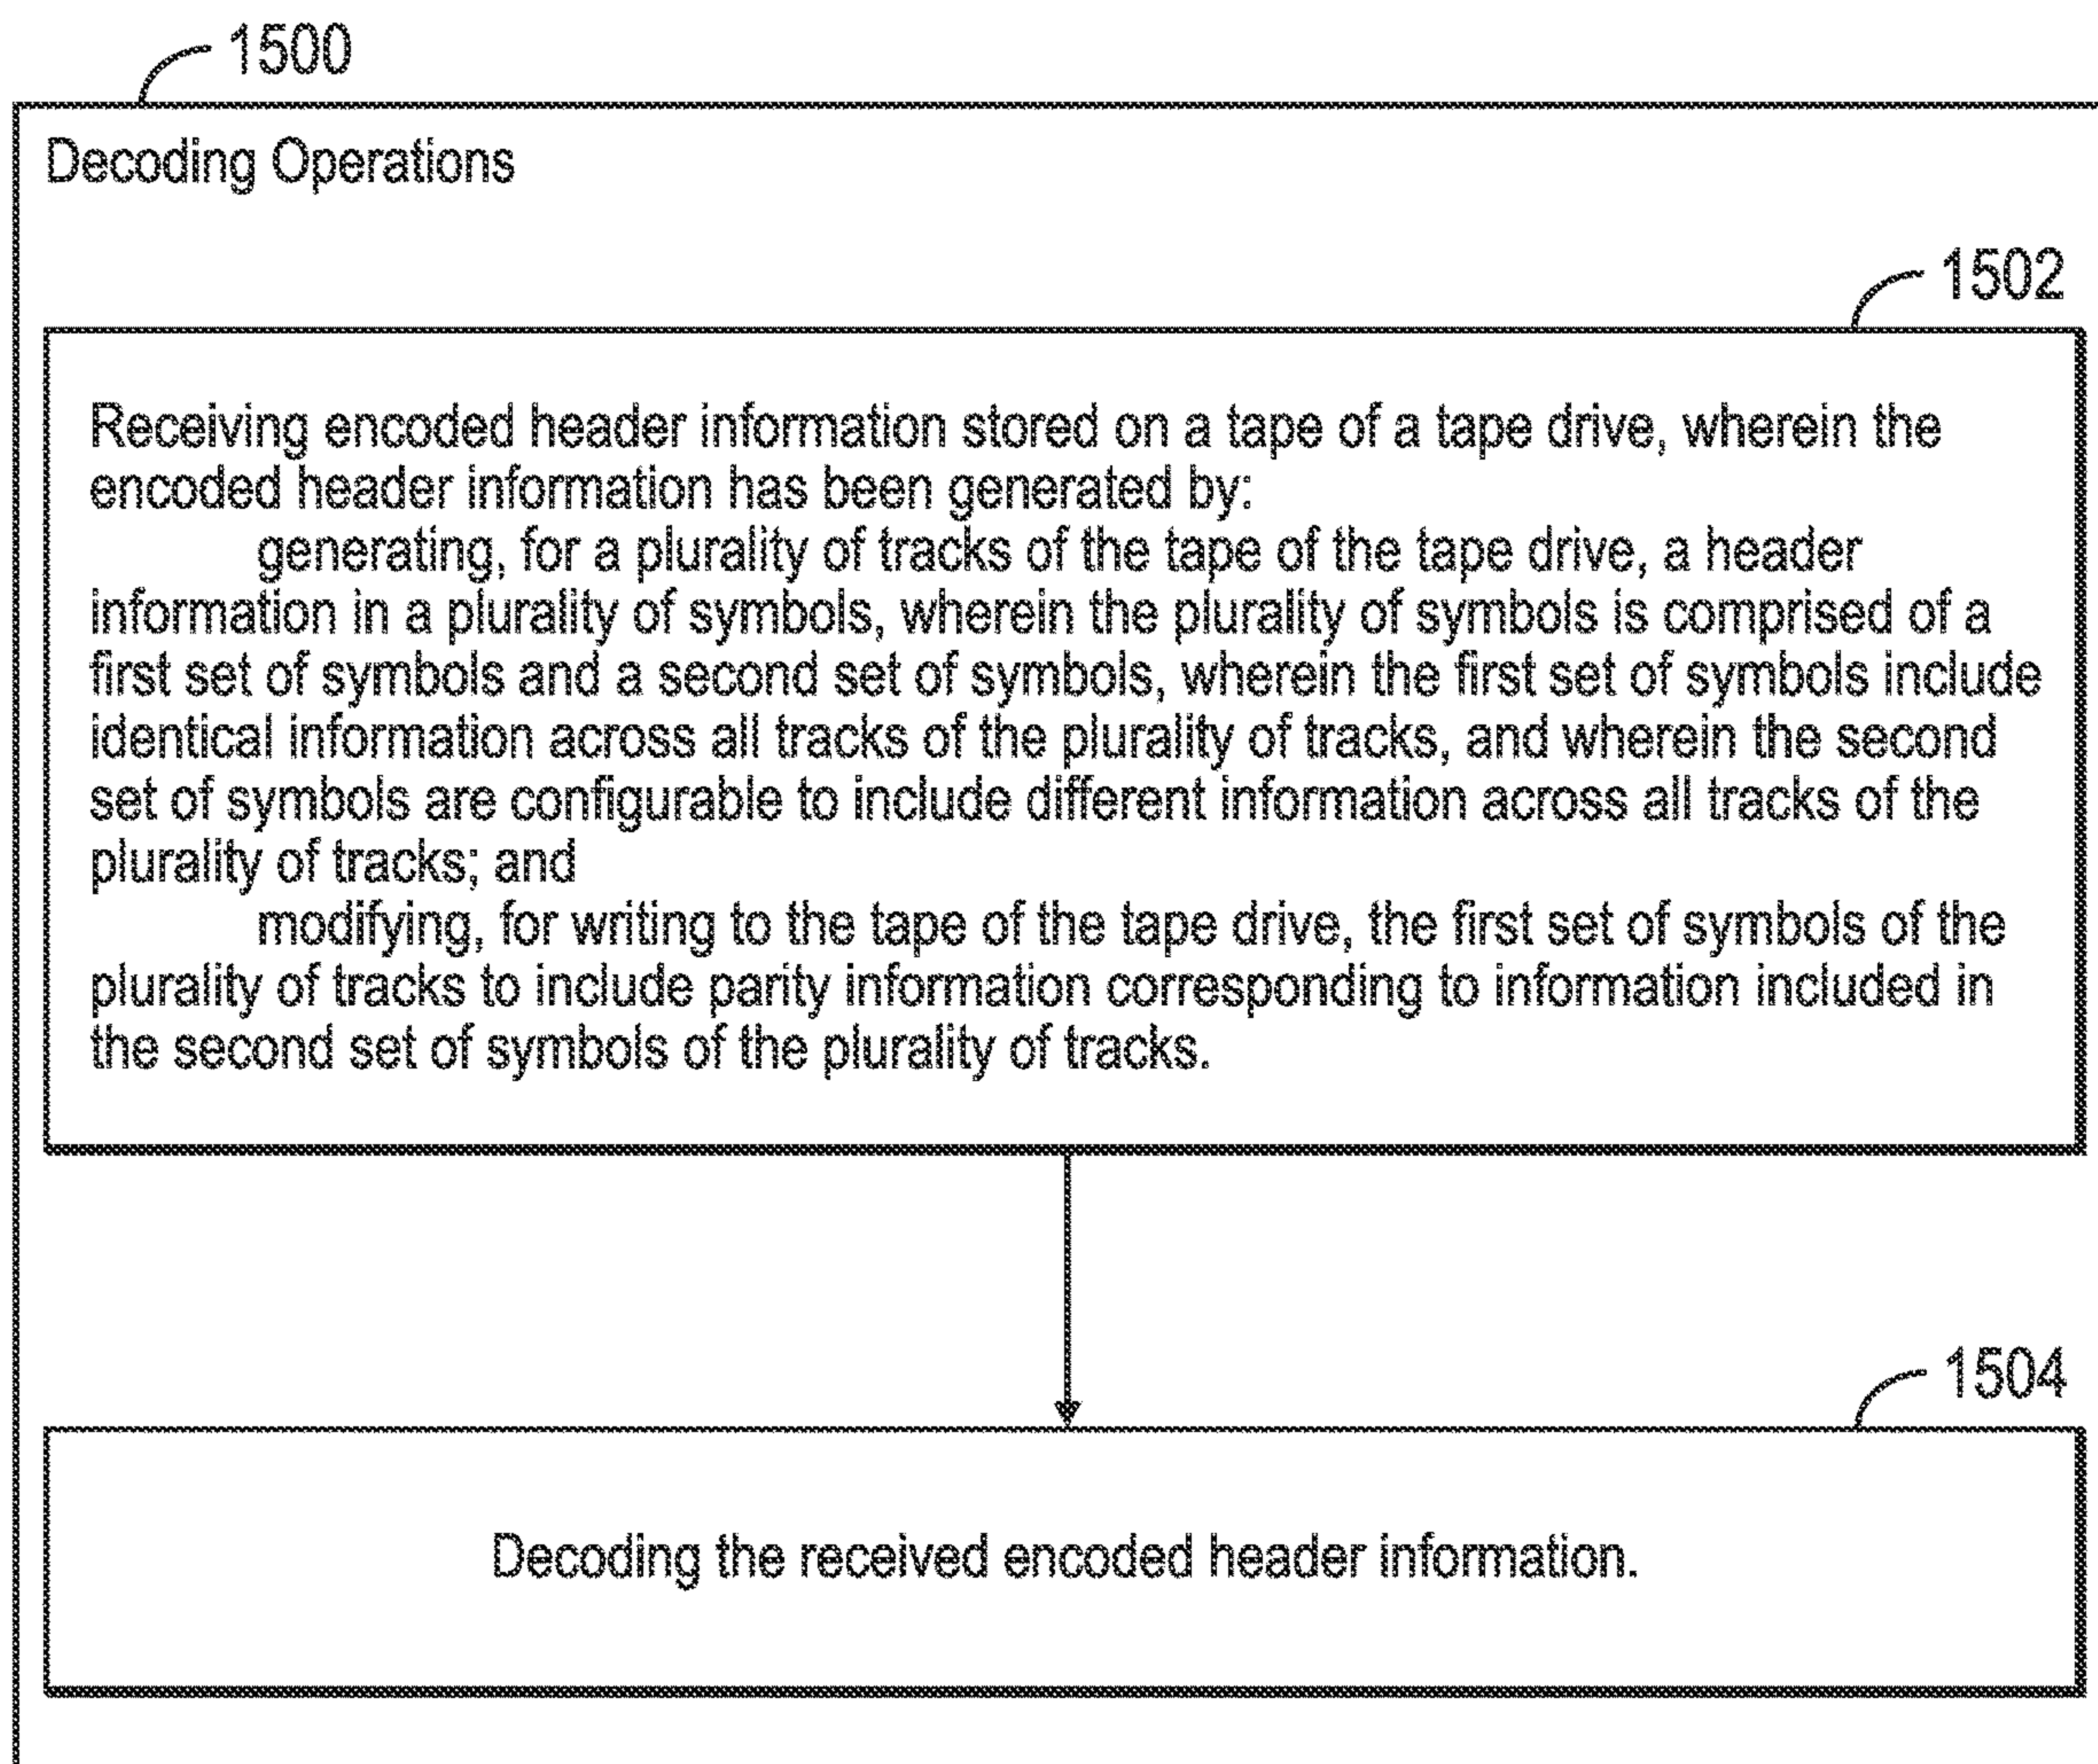 1500
Decoding Operations
1502
Receiving encoded header information stored on a tape of a tape drive, wherein the
encoded header information has been generated by:
generating, for a plurality of tracks of the tape of the tape drive, a header
information in a plurality of symbols, wherein the plurality of symbols is comprised of a
first set of symbols and a second set of symbols, wherein the first set of symbols include
identical information across all tracks of the plurality of tracks, and wherein the second
set of symbols are configurable to include different information across all tracks of the
plurality of tracks; and
modifying, for writing to the tape of the tape drive, the first set of symbols of the
plurality of tracks to include parity information corresponding to information included in
the second set of symbols of the plurality of tracks.
1504
Decoding the received encoded header information.